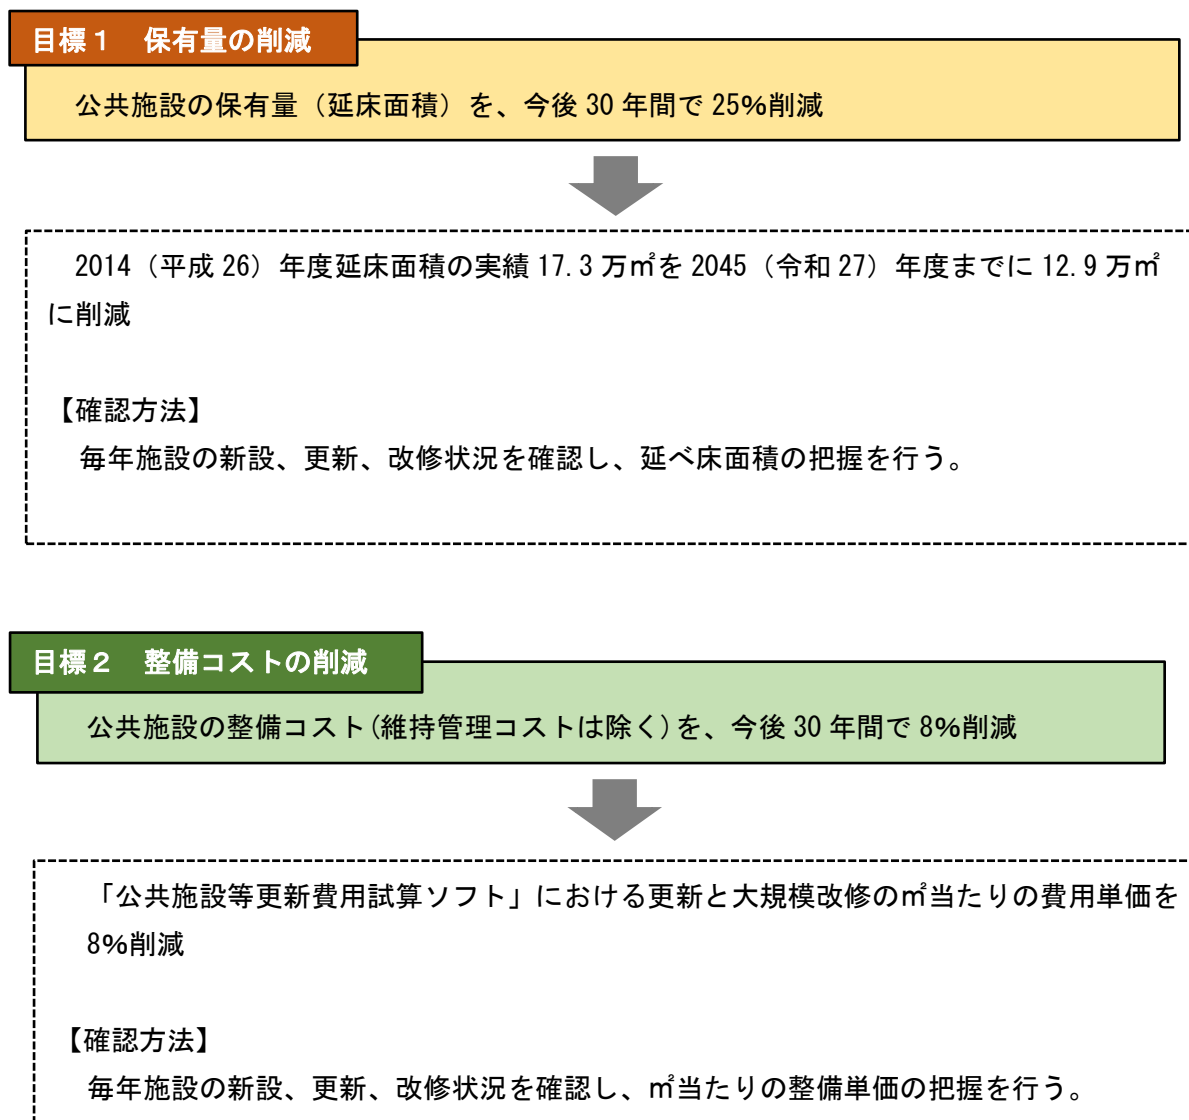 目標１　保有量の削減
公共施設の保有量（延床面積）を、今後 30 年間で 25%削減
2014（平成 26）年度延床面積の実績 17.3 万㎡を 2045（令和 27）年度までに 12.9 万㎡
に削減
【確認方法】
毎年施設の新設、更新、改修状況を確認し、延べ床面積の把握を行う。
目標２　整備コストの削減
公共施設の整備コスト(維持管理コストは除く)を、今後 30 年間で 8%削減
「公共施設等更新費用試算ソフト」における更新と大規模改修の㎡当たりの費用単価を
8%削減
【確認方法】
毎年施設の新設、更新、改修状況を確認し、㎡当たりの整備単価の把握を行う。